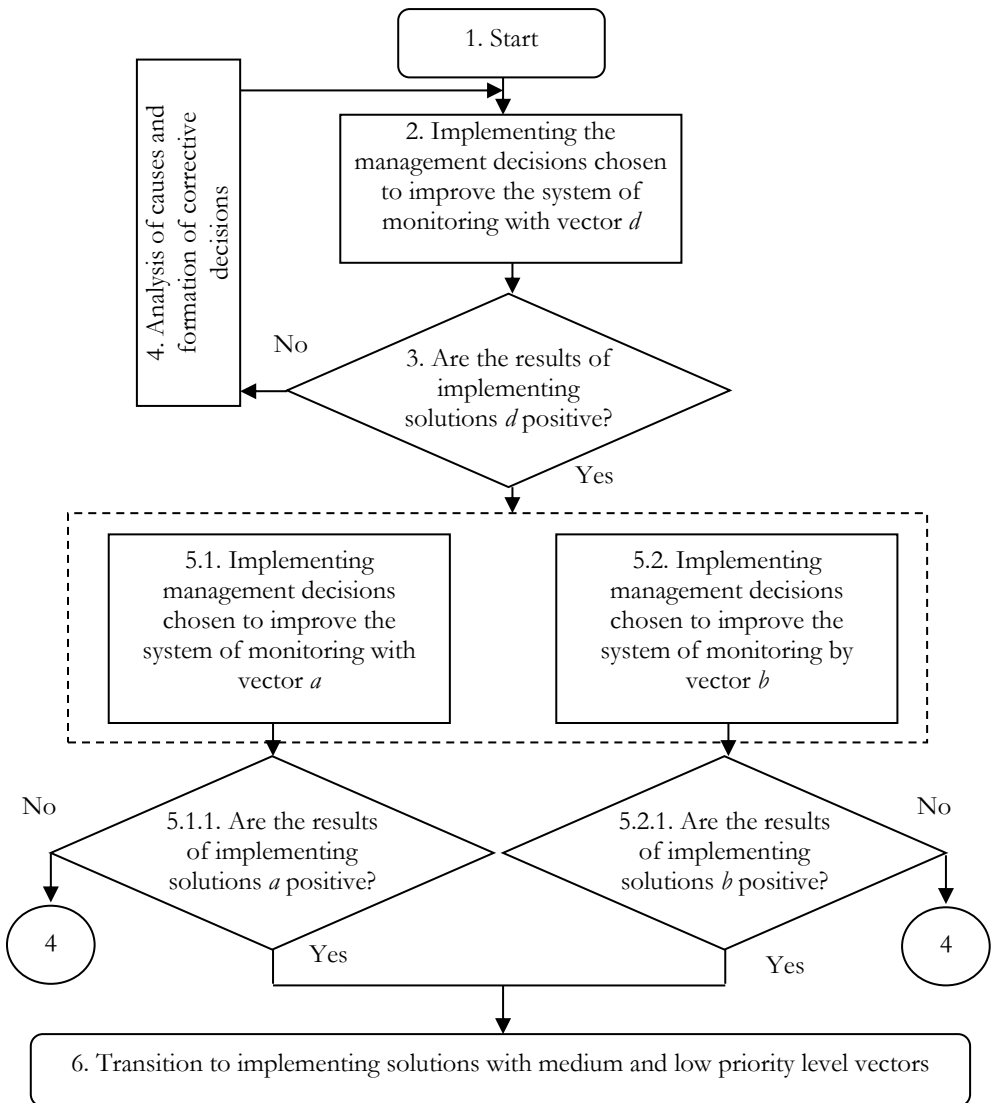 1. Start
2. Implementing the
management decisions chosen
to improve the system of
monitoring with vector d
4. Analysis of causes and
formation of corrective
decisions
No
3. Are the results of
implementing
solutions d positive?
Yes
5.1. Implementing
management decisions
chosen to improve the
system of monitoring with
vector a
5.2. Implementing
management decisions
chosen to improve the
system of monitoring by
vector b
No
5.1.1. Are the results
of implementing
solutions a positive?
5.2.1. Are the results
of implementing
solutions b positive?
No
4
Yes
Yes
4
6. Transition to implementing solutions with medium and low priority level vectors